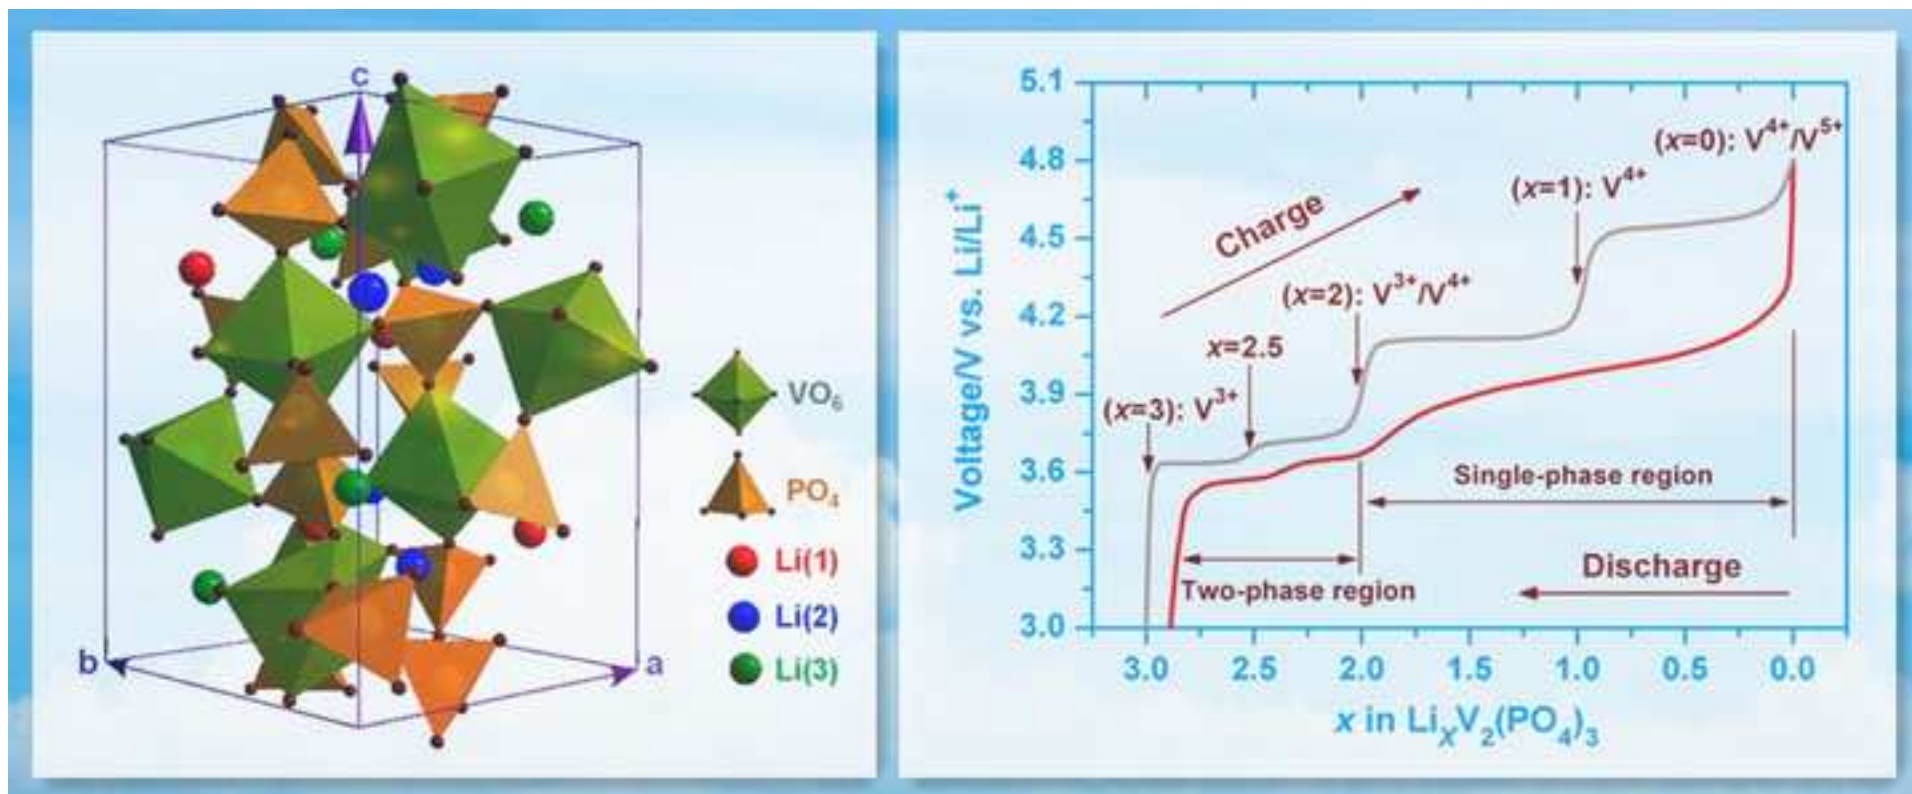 c
b
a
VO₆
PO₄
Li(1)
Li(2)
Li(3)
5.1
4.8
4.5
4.2
3.9
3.6
3.3
3.0
Voltage/V vs. Li/Li⁺
(x=0): V⁴⁺/V⁵⁺
(x=1): V⁴⁺
Charge
(x=2): V³⁺/V⁴⁺
x=2.5
(x=3): V³⁺
Single-phase region
Discharge
Two-phase region
3.0 2.5 2.0 1.5 1.0 0.5 0.0
x in LiₓV₂(PO₄)₃